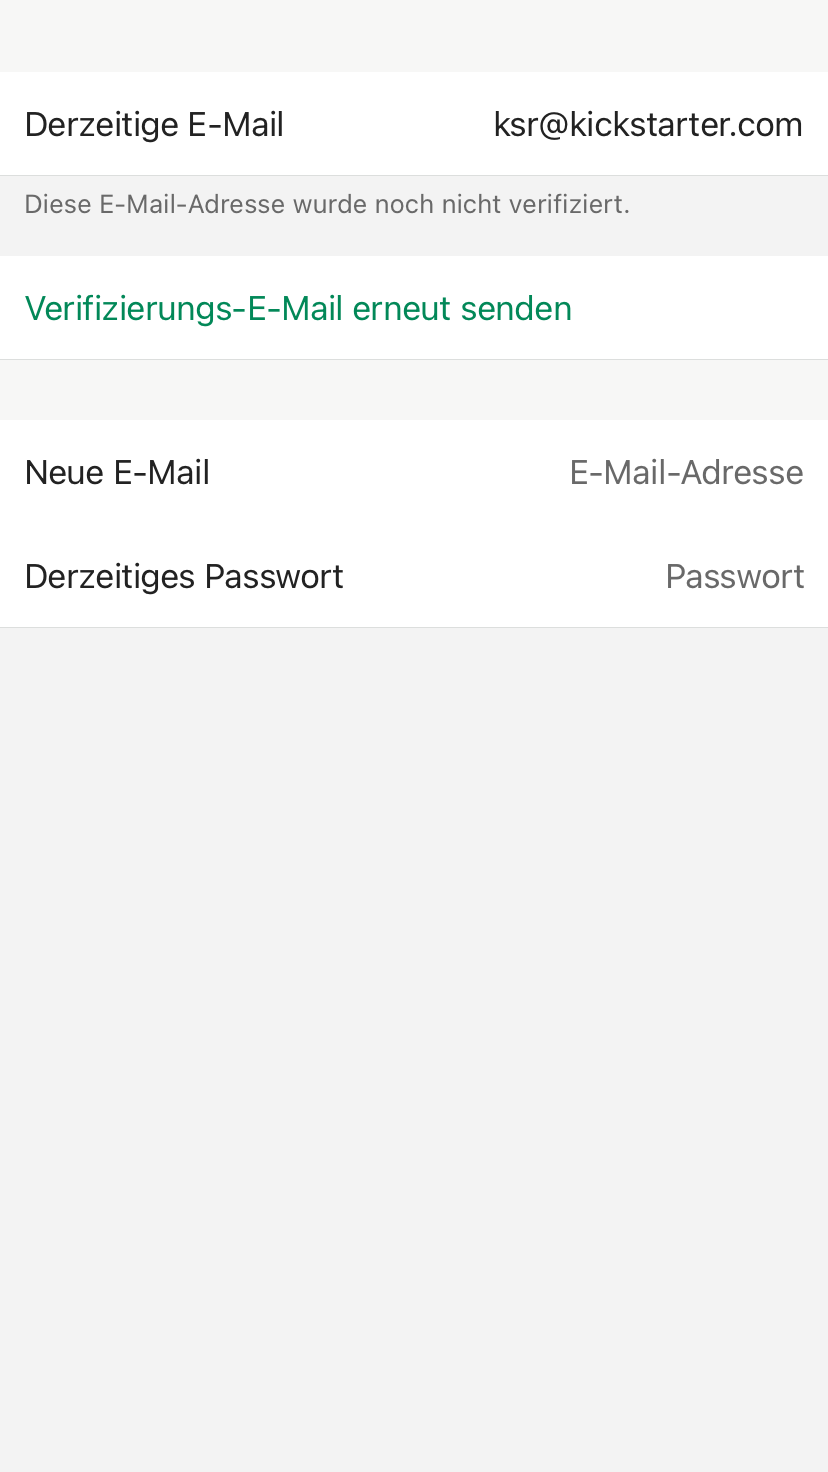 Derzeitige E-Mail ksr@kickstarter.com
Diese E-Mail-Adresse wurde noch nicht verifiziert.
Verifizierungs-E-Mail erneut senden
Neue E-Mail E-Mail-Adresse
Derzeitiges Passwort Passwort